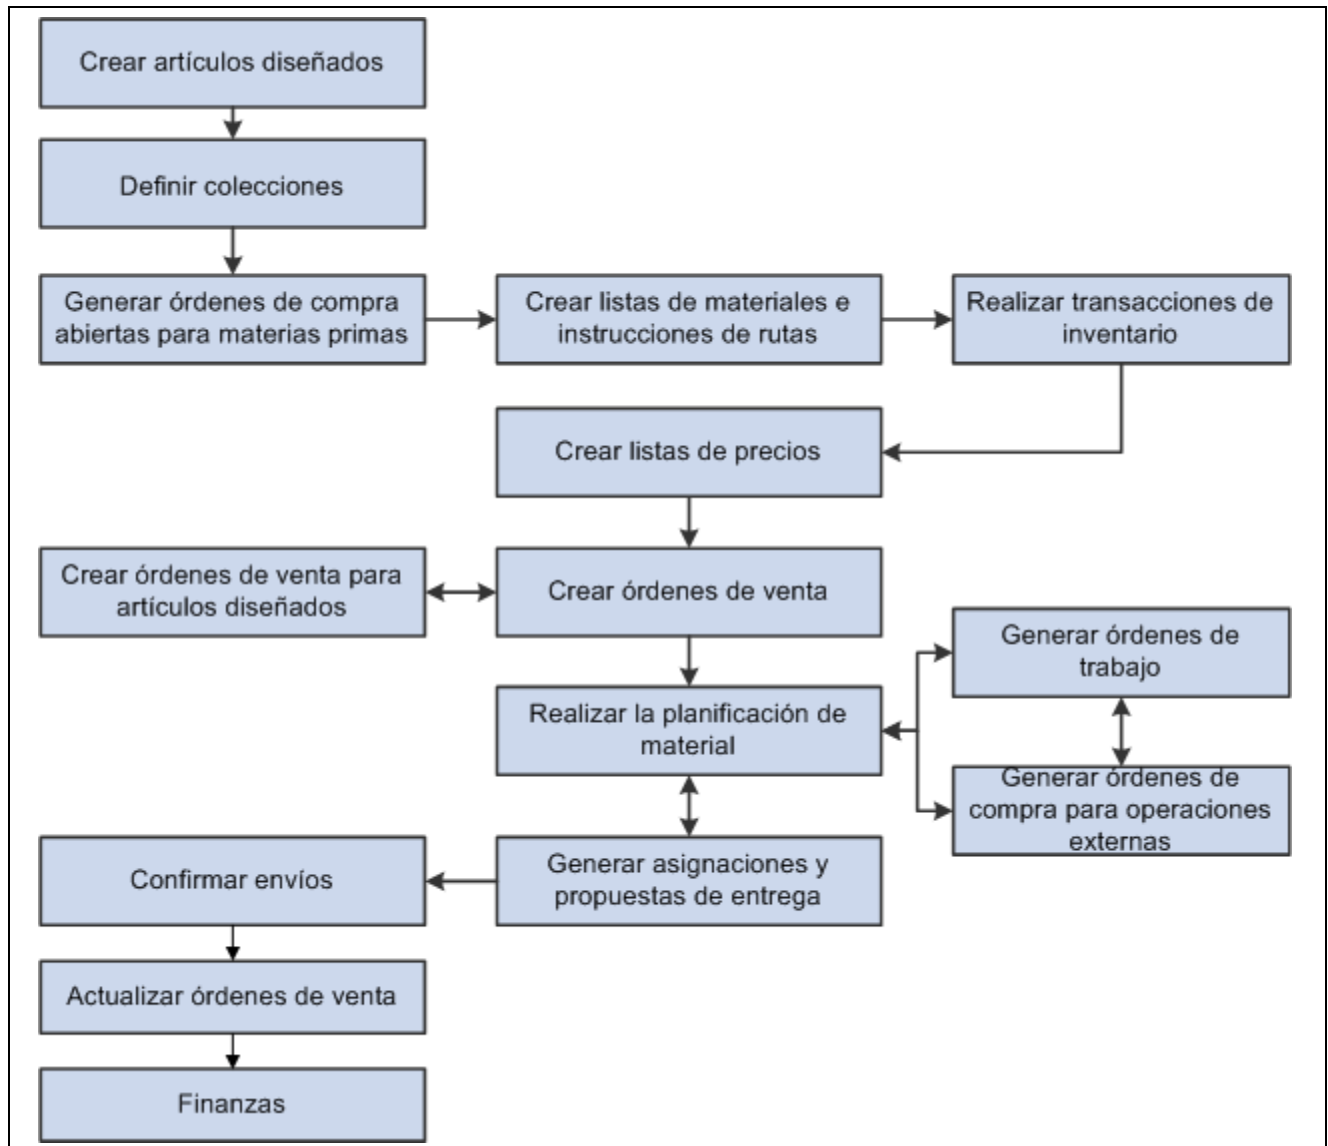 Crear artículos diseñados
Definir colecciones
Generar órdenes de compra
abiertas para materias primas
Crear listas de materiales e
instrucciones de rutas
Realizar transacciones de
inventario
Crear listas de precios
Crear órdenes de venta para
artículos diseñados
Crear órdenes de venta
Generar órdenes de
trabajo
Realizar la planificación de
material
Generar órdenes de
compra para operaciones
externas
Confirmar envíos
Generar asignaciones y
propuestas de entrega
Actualizar órdenes de venta
Finanzas